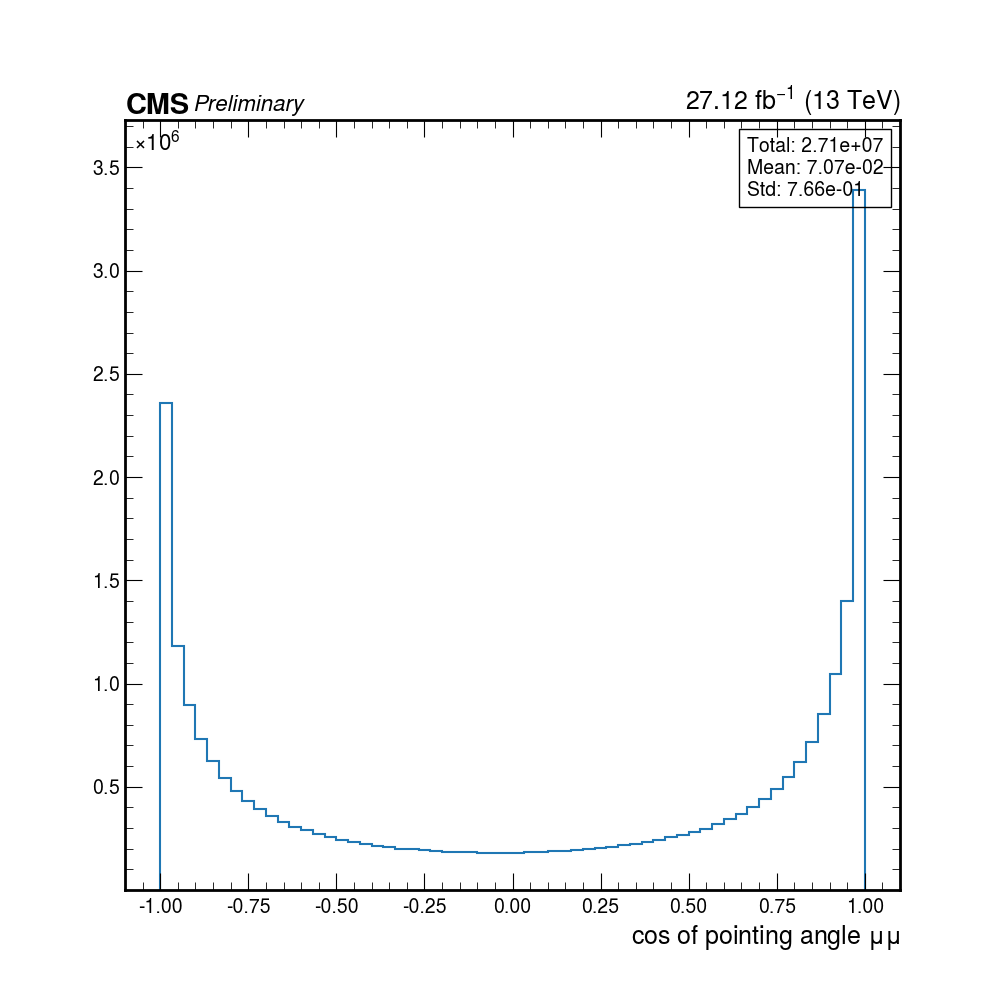 CMS Preliminary 27.12 fb⁻¹ (13 TeV)
×10⁶
Total: 2.71e+07
Mean: 7.07e-02
Std: 7.66e-01
3.5
3.0
2.5
2.0
1.5
1.0
0.5
-1.00 -0.75 -0.50 -0.25 0.00 0.25 0.50 0.75 1.00
cos of pointing angle μμ